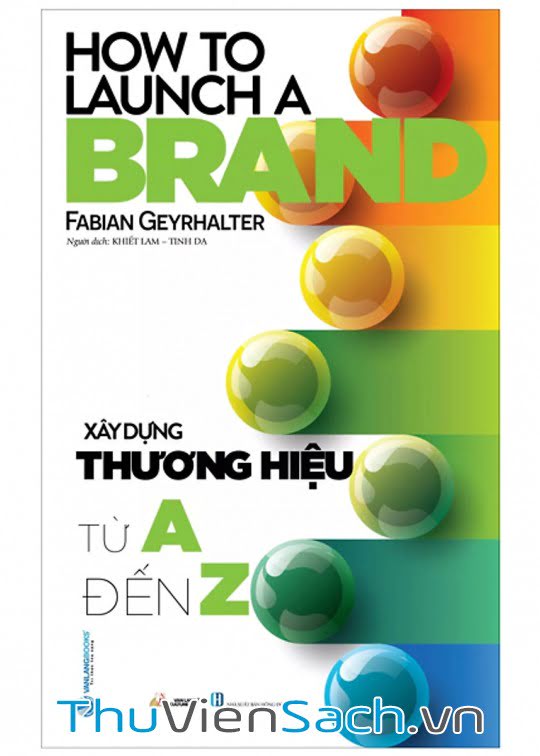 HOW TO
LAUNCH A
BRAND
FABIAN GEYRHALTER
Người dịch: KHIẾT LAM – TINH DA
XÂY DỰNG
THƯƠNG HIỆU
TỪ A
ĐẾN Z
VANLANGBOOKS
ThuVienSach.vn